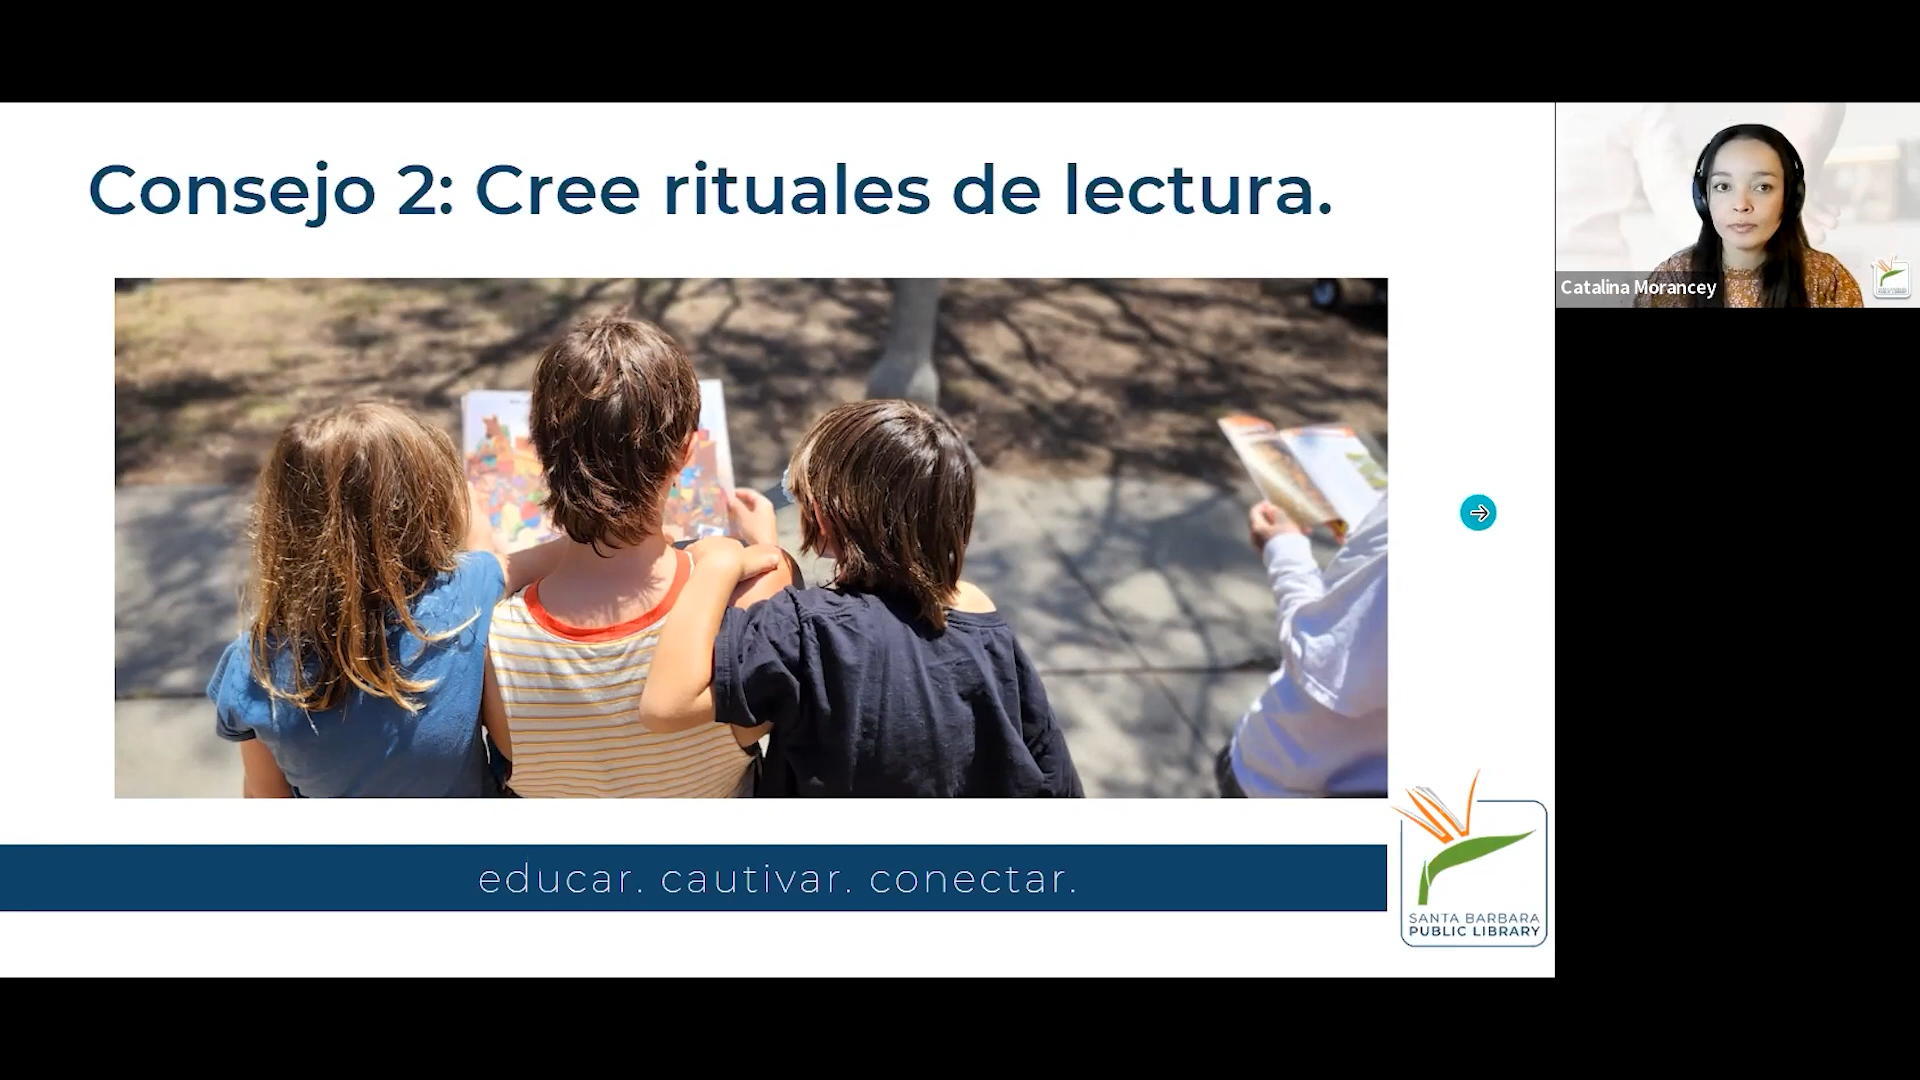 Consejo 2: Cree rituales de lectura.
Catalina Morancey
educar. cautivar. conectar.
SANTA BARBARA
PUBLIC LIBRARY